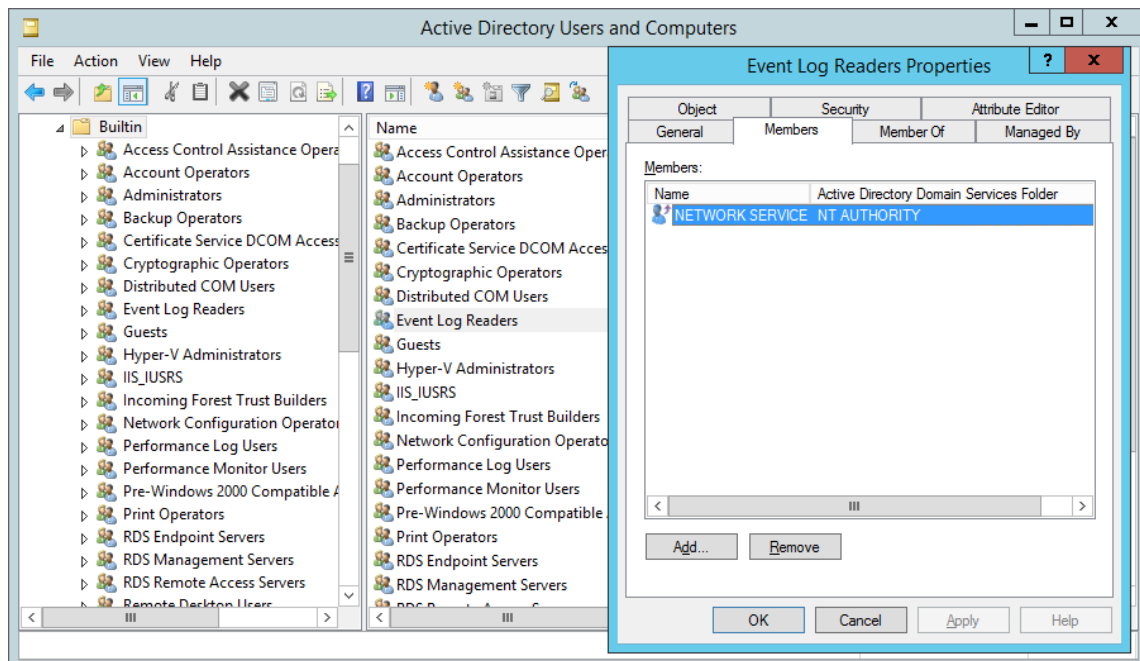 Active Directory Users and Computers
File Action View Help
Builtin
Access Control Assistance Opera
Account Operators
Administrators
Backup Operators
Certificate Service DCOM Access
Cryptographic Operators
Distributed COM Users
Event Log Readers
Guests
Hyper-V Administrators
IIS_IUSRS
Incoming Forest Trust Builders
Network Configuration Operator
Performance Log Users
Performance Monitor Users
Pre-Windows 2000 Compatible A
Print Operators
RDS Endpoint Servers
RDS Management Servers
RDS Remote Access Servers
Remote Desktop Users
Name
Access Control Assistance Oper
Account Operators
Administrators
Backup Operators
Certificate Service DCOM Acces
Cryptographic Operators
Distributed COM Users
Event Log Readers
Guests
Hyper-V Administrators
IIS_IUSRS
Incoming Forest Trust Builders
Network Configuration Operato
Performance Log Users
Performance Monitor Users
Pre-Windows 2000 Compatible
Print Operators
RDS Endpoint Servers
RDS Management Servers
RDS Remote Access S
Event Log Readers Properties
? x
Object Security Attribute Editor
General Members Member Of Managed By
Members:
Name Active Directory Domain Services Folder
NETWORK SERVICE NT AUTHORITY
Add... Remove
OK Cancel Apply Help